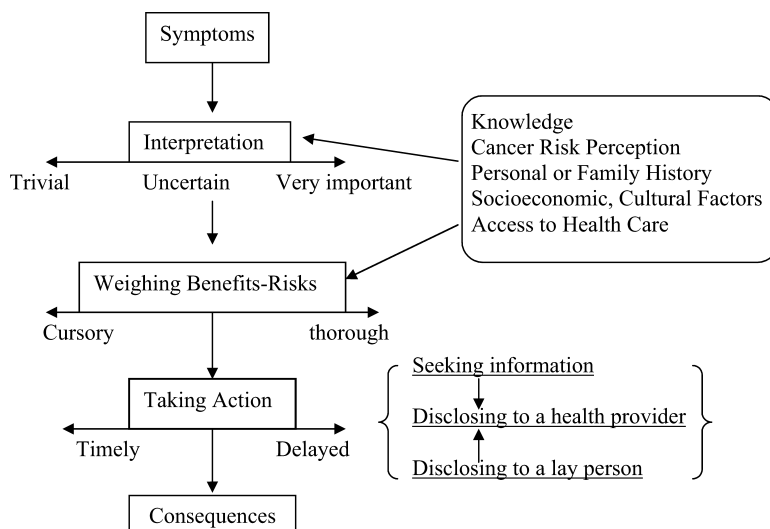 Symptoms
Interpretation
Trivial Uncertain Very important
Knowledge
Cancer Risk Perception
Personal or Family History
Socioeconomic, Cultural Factors
Access to Health Care
Weighing Benefits-Risks
Cursory thorough
Taking Action
Timely Delayed
Seeking information
Disclosing to a health provider
Disclosing to a lay person
Consequences